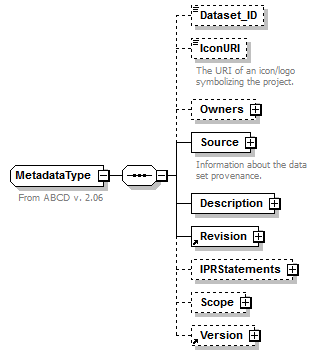 Dataset_ID
IconURI
The URI of an icon/logo
symbolizing the project.
Owners
Source
Information about the data
set provenance.
MetadataType
From ABCD v. 2.06
Description
Revision
IPRStatements
Scope
Version